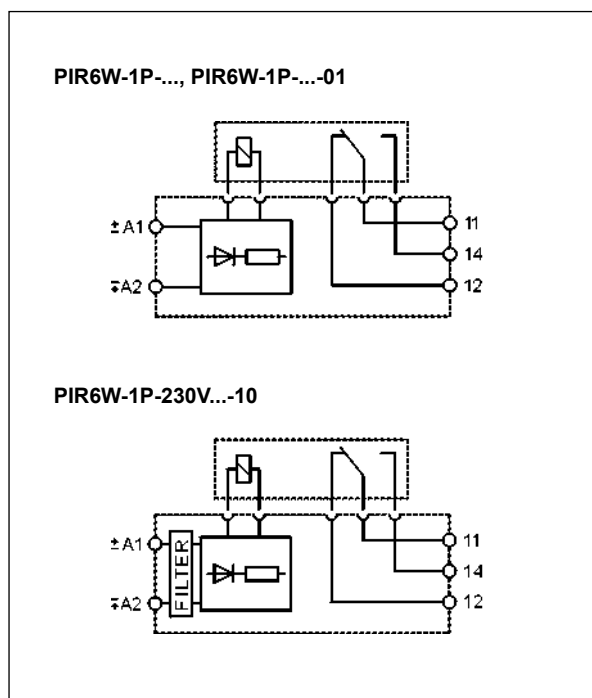 PIR6W-1P-..., PIR6W-1P-...-01
± A1
∓ A2
11
14
12
PIR6W-1P-230V...-10
± A1
∓ A2
FILTER
11
14
12